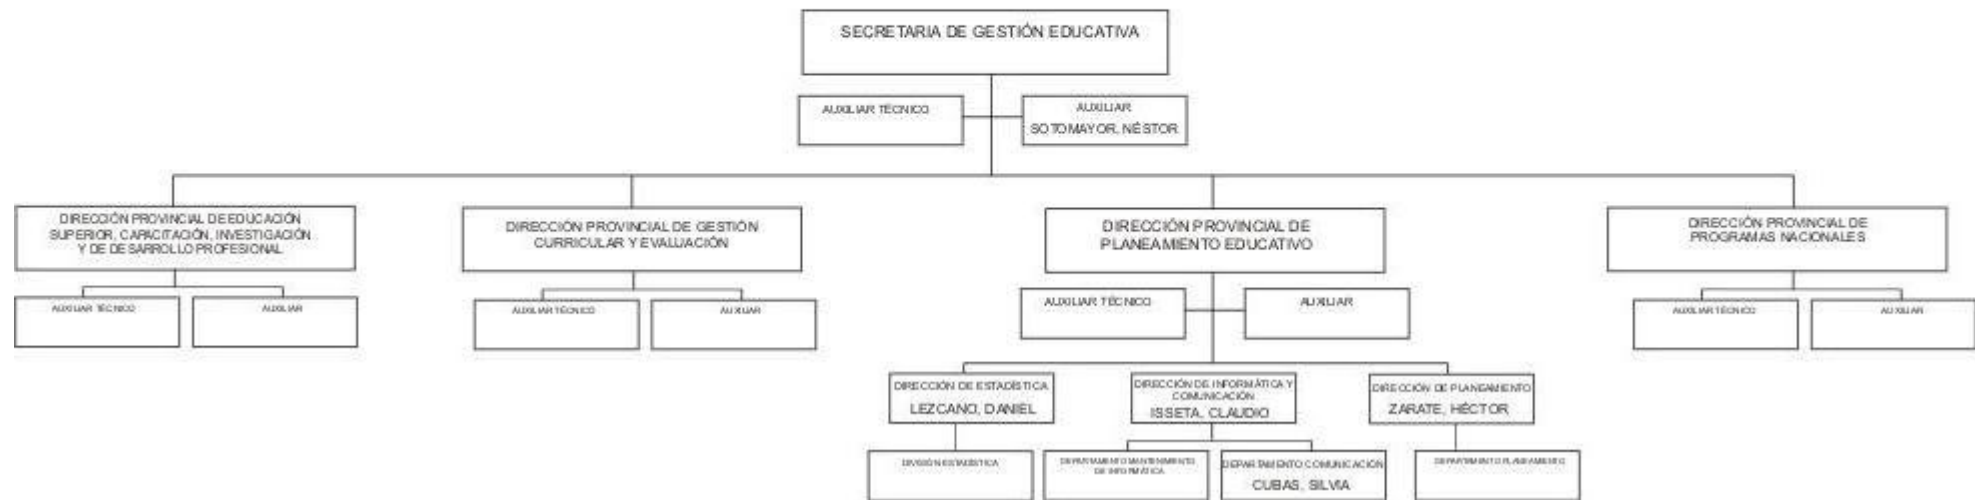 SECRETARIA DE GESTIÓN EDUCATIVA
AUXILIAR TÉCNICO
AUXILIAR
SOTOMAYOR, NÉSTOR
DIRECCIÓN PROVINCIAL DE EDUCACIÓN
SUPERIOR, CAPACITACIÓN, INVESTIGACIÓN
Y DE DESARROLLO PROFESIONAL
DIRECCIÓN PROVINCIAL DE GESTIÓN
CURRICULAR Y EVALUACIÓN
DIRECCIÓN PROVINCIAL DE
PLANEAMIENTO EDUCATIVO
DIRECCIÓN PROVINCIAL DE
PROGRAMAS NACIONALES
AUXILIAR TÉCNICO
AUXILIAR
AUXILIAR TÉCNICO
AUXILIAR
AUXILIAR TÉCNICO
AUXILIAR
AUXILIAR TÉCNICO
AUXILIAR
DIRECCIÓN DE ESTADÍSTICA
LEZCANO, DANIEL
DIRECCIÓN DE INFORMÁTICA Y
COMUNICACIÓN
ISSETA, CLAUDIO
DIRECCIÓN DE PLANEAMIENTO
ZARATE, HÉCTOR
DIVISIÓN ESTADÍSTICA
DEPARTAMENTO MANTENIMIENTO
DE INFORMÁTICA
DEPARTAMENTO COMUNICACIÓN
CUBAS, SILVIA
DEPARTAMENTO PLANEAMIENTO